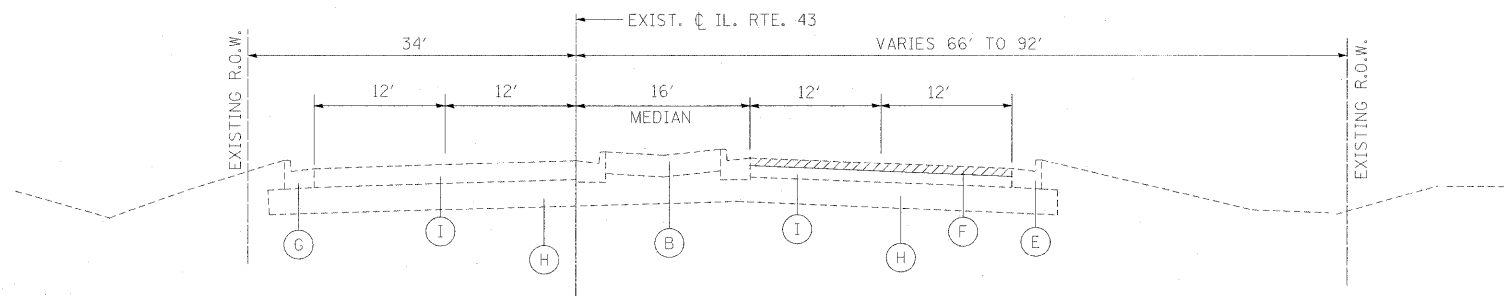 EXIST. ℄ IL. RTE. 43
34'
VARIES 66' TO 92'
EXISTING R.O.W.
EXISTING R.O.W.
12'
12'
16'
12'
12'
MEDIAN
G
I
H
B
I
H
F
E